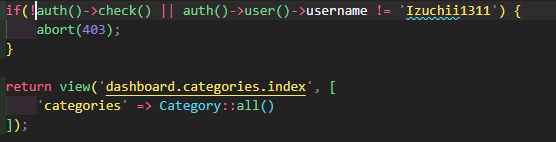 if(!auth()->check() || auth()->user()->username != 'Izuchii1311') {
abort(403);
}
return view('dashboard.categories.index', [
'categories' => Category::all()
]);